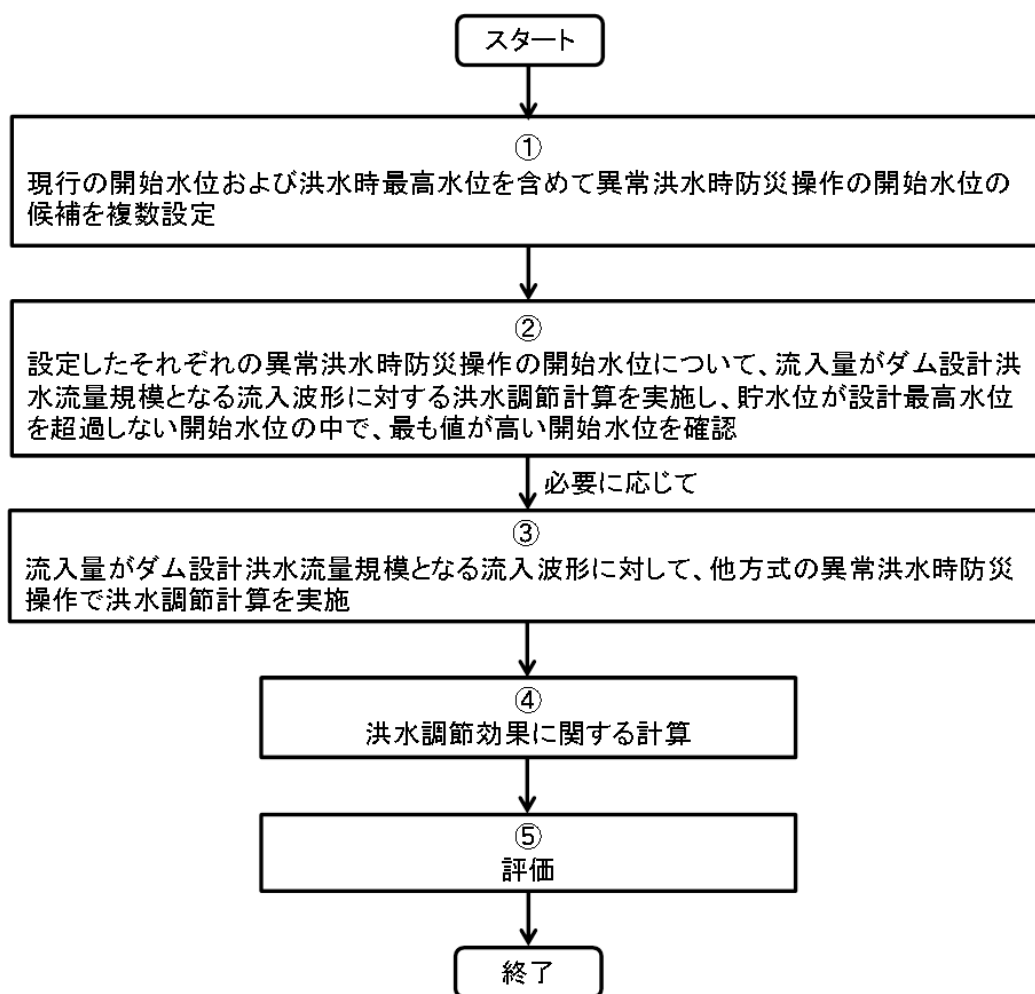 スタート
①
現行の開始水位および洪水時最高水位を含めて異常洪水時防災操作の開始水位の
候補を複数設定
②
設定したそれぞれの異常洪水時防災操作の開始水位について、流入量がダム設計洪
水流量規模となる流入波形に対する洪水調節計算を実施し、貯水位が設計最高水位
を超過しない開始水位の中で、最も値が高い開始水位を確認
必要に応じて
③
流入量がダム設計洪水流量規模となる流入波形に対して、他方式の異常洪水時防災
操作で洪水調節計算を実施
④
洪水調節効果に関する計算
⑤
評価
終了